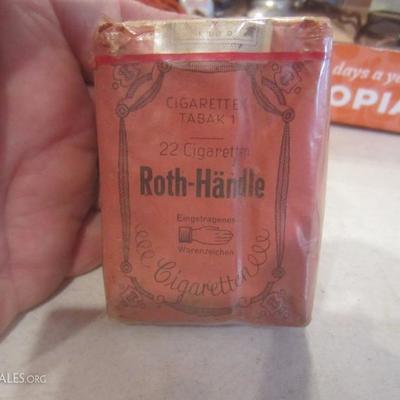 CIGARETTEN
TABAK 1
22 Cigaretten
Roth-Händle
Eingetragenes
Warenzeichen
Cigaretten
days a ye
OPIA
ALES.ORG